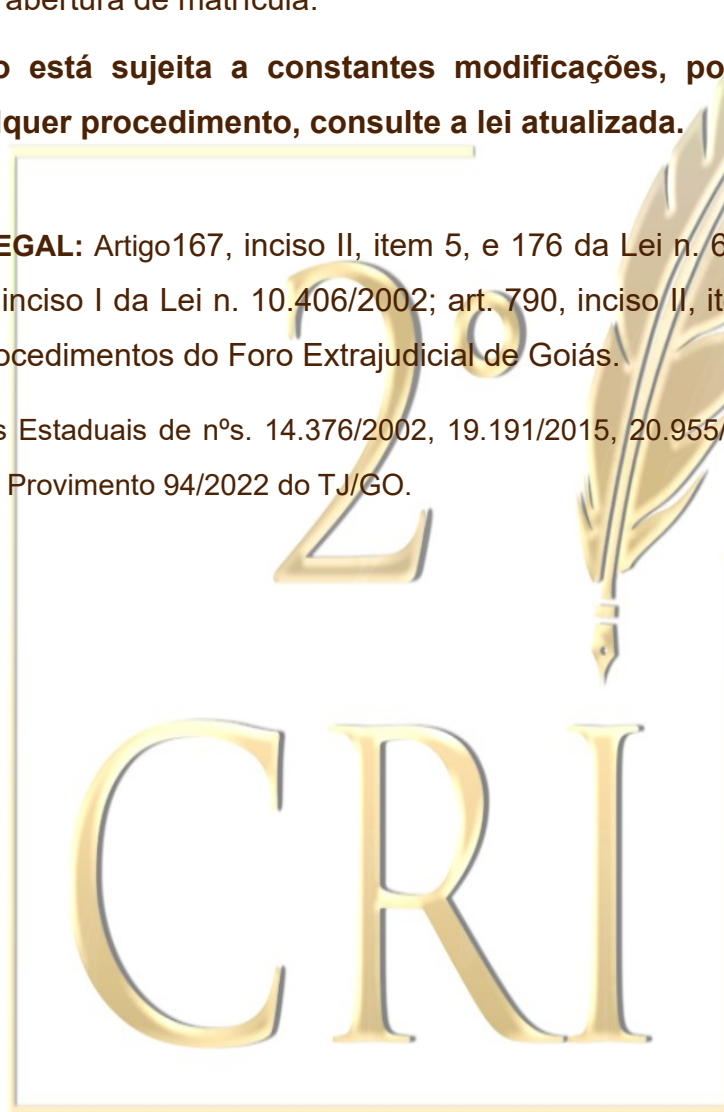 abertura de matrícula.
o está sujeita a constantes modificações, po
lquer procedimento, consulte a lei atualizada.
EGAL: Artigo167, inciso II, item 5, e 176 da Lei n. 6
inciso I da Lei n. 10.406/2002; art. 790, inciso II, it
ocedimentos do Foro Extrajudicial de Goiás.
s Estaduais de nºs. 14.376/2002, 19.191/2015, 20.955/
Provimento 94/2022 do TJ/GO.
2º
CRI